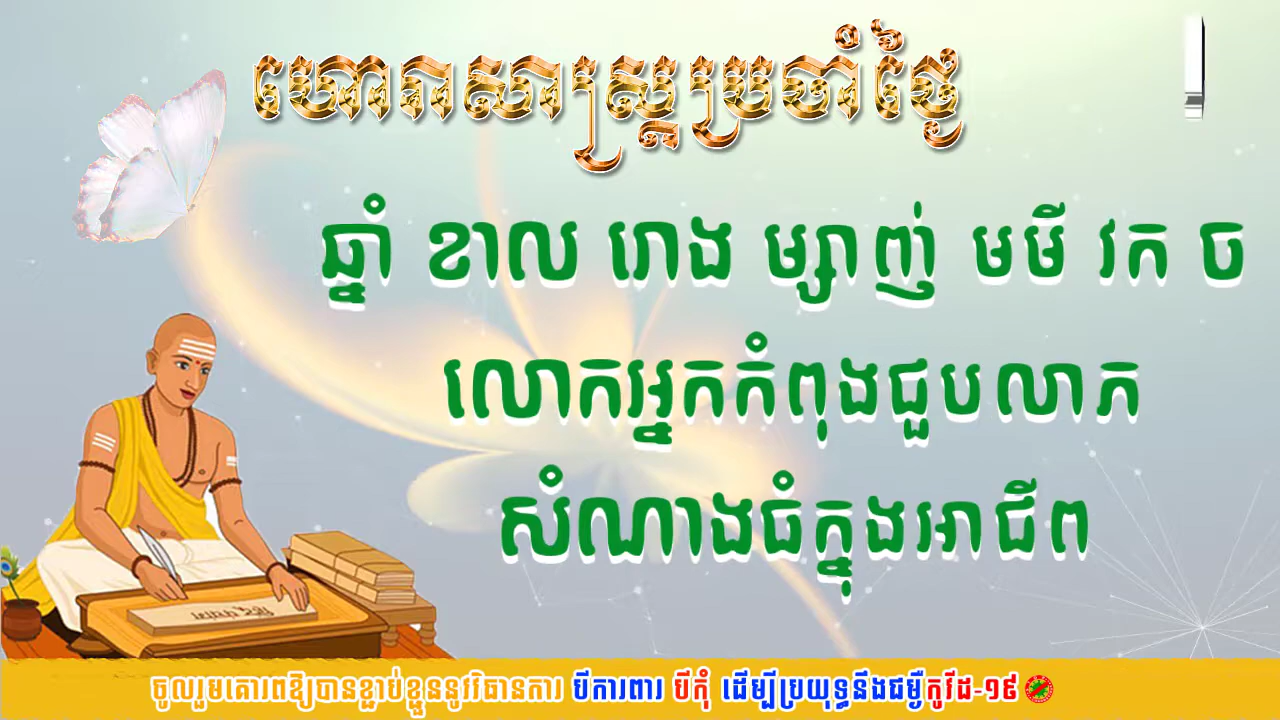 ហោរាសាស្ត្រប្រចាំថ្ងៃ
ឆ្នាំ ខាល រោង ម្សាញ់ មមី វក ច
លោកអ្នកកំពុងជួបលាភ
សំណាងធំក្នុងអាជីព
ចូលរួមគោរពឱ្យបានខ្ជាប់ខ្ជួននូវវិធានការ បីការពារ បីកុំ ដើម្បីប្រយុទ្ធនឹងជម្ងឺកូវីដ-១៩